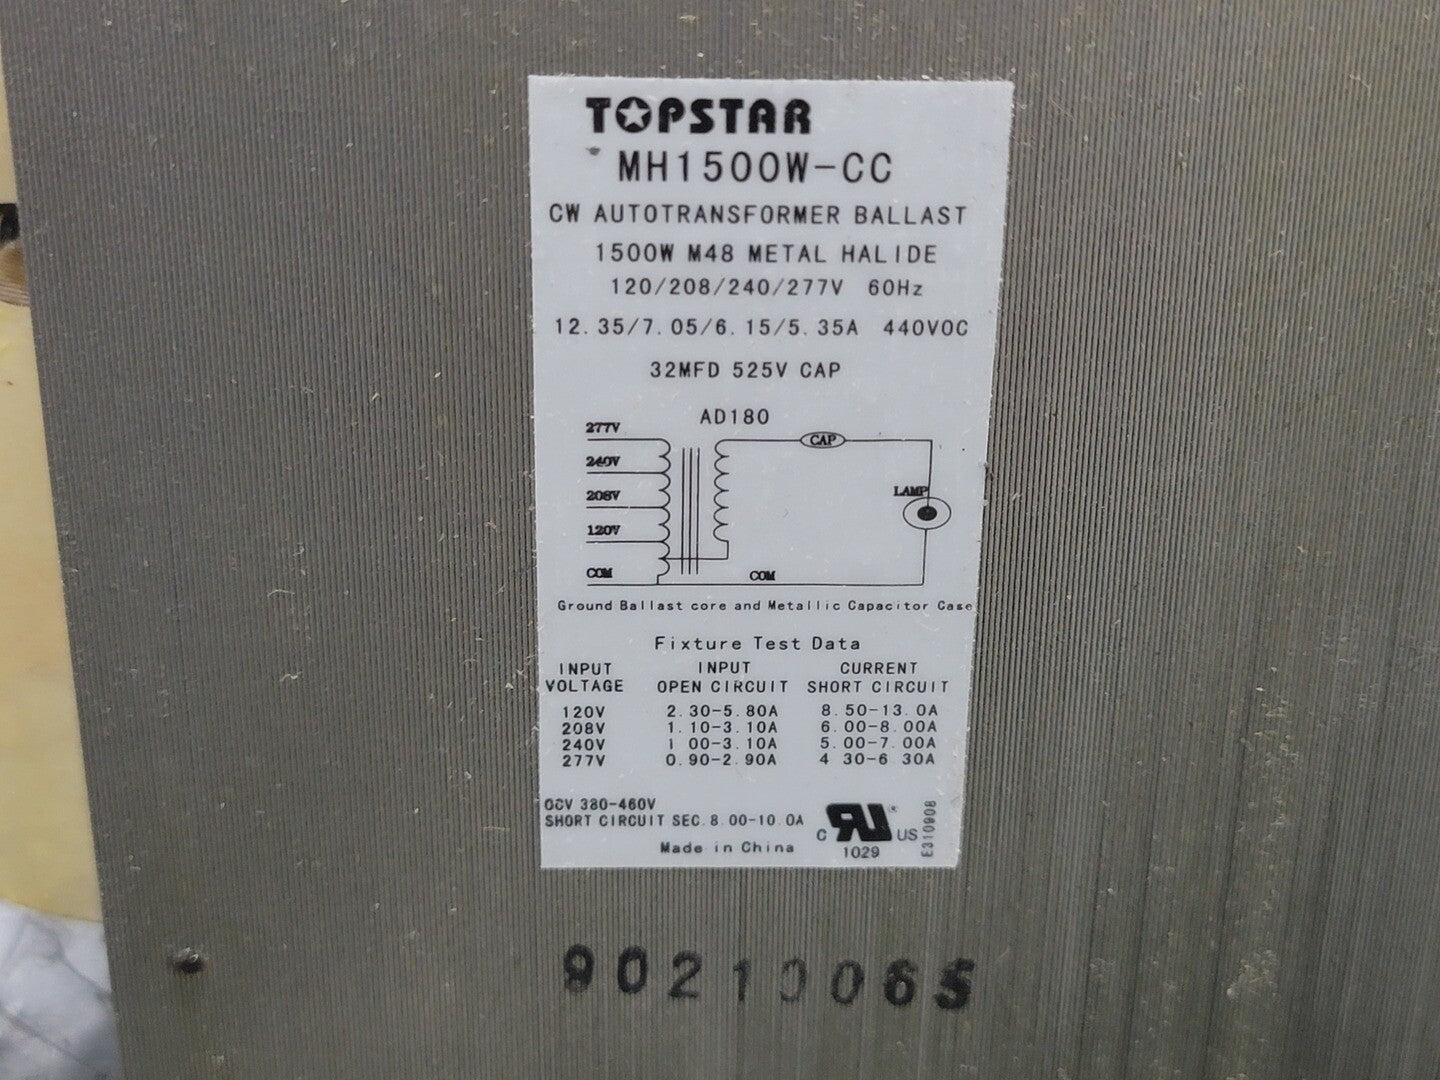 TOPSTAR
MH1500W-CC
CW AUTOTRANSFORMER BALLAST
1500W M48 METAL HALIDE
120/208/240/277V 60Hz
12.35/7.05/6.15/5.35A 440VOC
32MFD 525V CAP
AD180
277V
CAP
240V
LAMP
208V
120V
COM
COM
Ground Ballast core and Metallic Capacitor Case
Fixture Test Data
INPUT VOLTAGE INPUT OPEN CIRCUIT CURRENT SHORT CIRCUIT
120V 2.30-5.80A 8.50-13.0A
208V 1.10-3.10A 6.00-8.00A
240V 1 00-3.10A 5.00-7.00A
277V 0.90-2.90A 4 30-6 30A
OCV 380-460V
SHORT CIRCUIT SEC.8.00-10.0A
Made in China
C RU ® US
1029
E310908
90210065